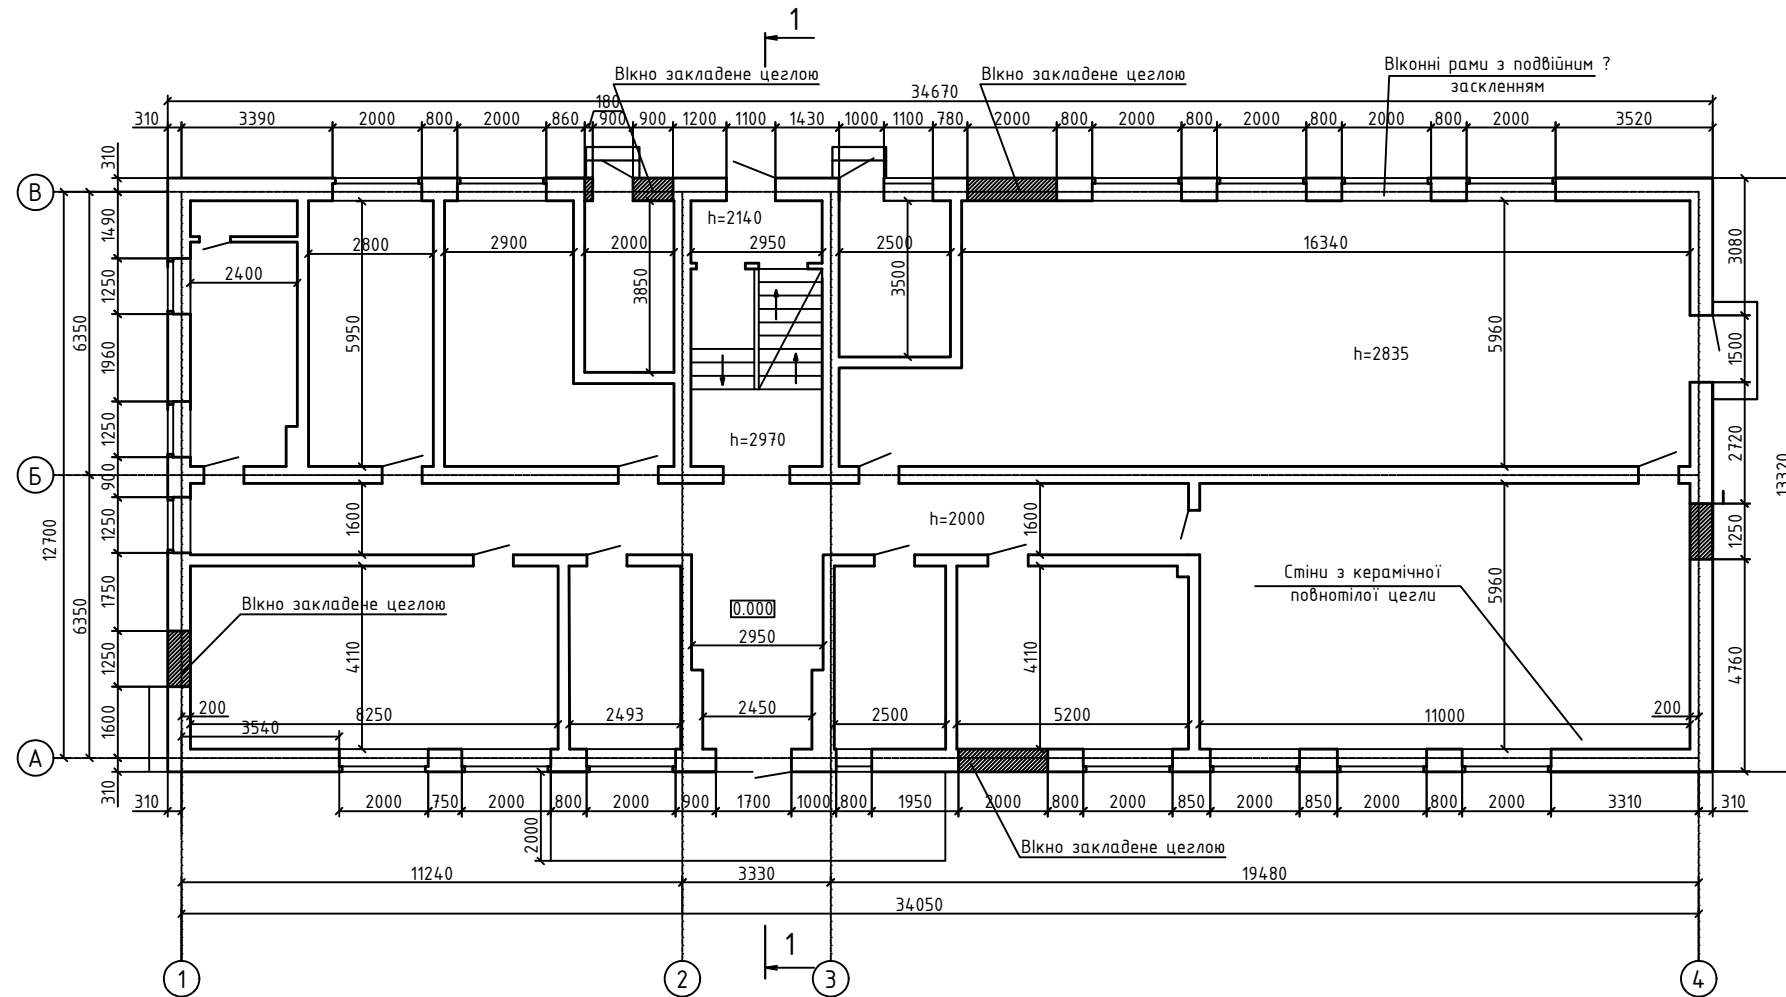 1
ВІкно закладене цеглою
ВІкно закладене цеглою
ВІконні рами з подвійним ?
заскленням
34670
180
310 3390 2000 800 2000 860 900 900 1200 1100 1430 1000 1100 780 2000 800 2000 800 2000 800 2000 800 2000 3520
310
В
1490
1250
1960
1250
900
1250
1750
1250
1600
310
6350
6350
12700
Б
А
h=2140
2800 2900 2000 2950 2500 16340
2400
3850
3500
5950
5960
h=2835
h=2970
3080
1500
2720
1250
4760
13320
1600
h=2000
1600
Стіни з керамічної
повнотілої цегли
5960
ВІкно закладене цеглою
0.000
2950
4110
4110
200
3540
8250 2493 2450 2500 5200 11000
200
310 2000 750 2000 800 2000 900 1700 1000 800 1950 2000 800 2000 850 2000 850 2000 800 2000 3310 310
2000
ВІкно закладене цеглою
11240 3330 19480
34050
1
1 2 3 4